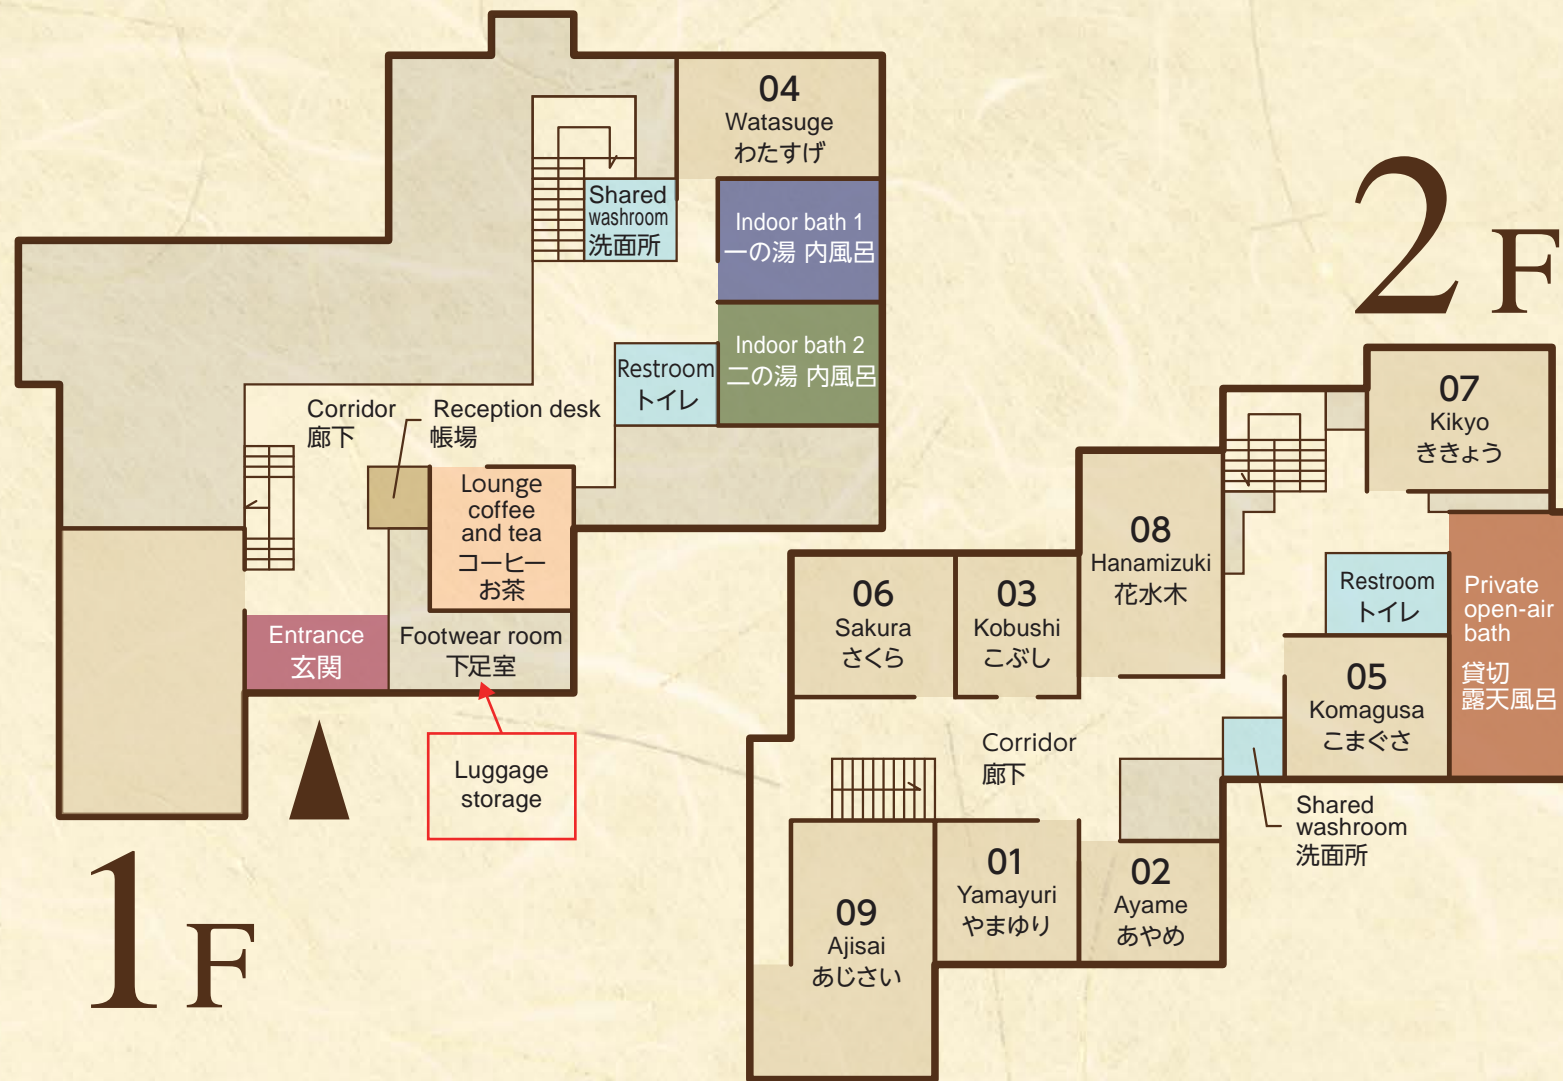 04
Watasuge
わたすげ
Shared
washroom
洗面所
Indoor bath 1
一の湯 内風呂
Indoor bath 2
二の湯 内風呂
Restroom
トイレ
Corridor
廊下
Reception desk
帳場
Lounge
coffee
and tea
コーヒー
お茶
Entrance
玄関
Footwear room
下足室
Luggage
storage
1F
2F
07
Kikyo
ききょう
08
Hanamizuki
花水木
06
Sakura
さくら
03
Kobushi
こぶし
Restroom
トイレ
Private
open-air
bath
貸切
露天風呂
05
Komagusa
こまぐさ
Corridor
廊下
Shared
washroom
洗面所
01
Yamayuri
やまゆり
02
Ayame
あやめ
09
Ajisai
あじさい